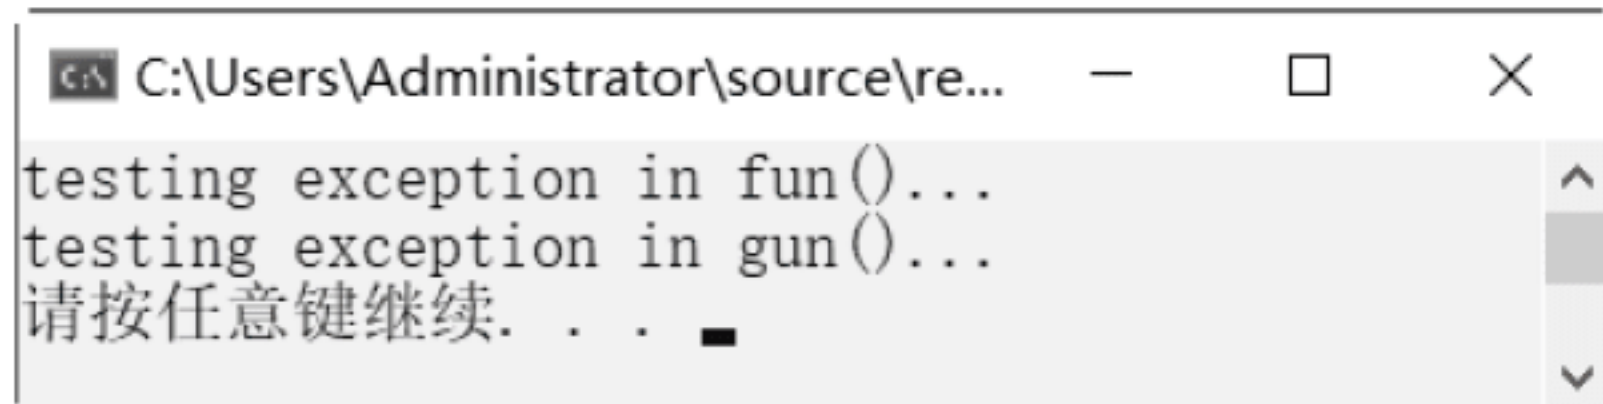 C:\Users\Administrator\source\re...
testing exception in fun()...
testing exception in gun()...
请按任意键继续. . .